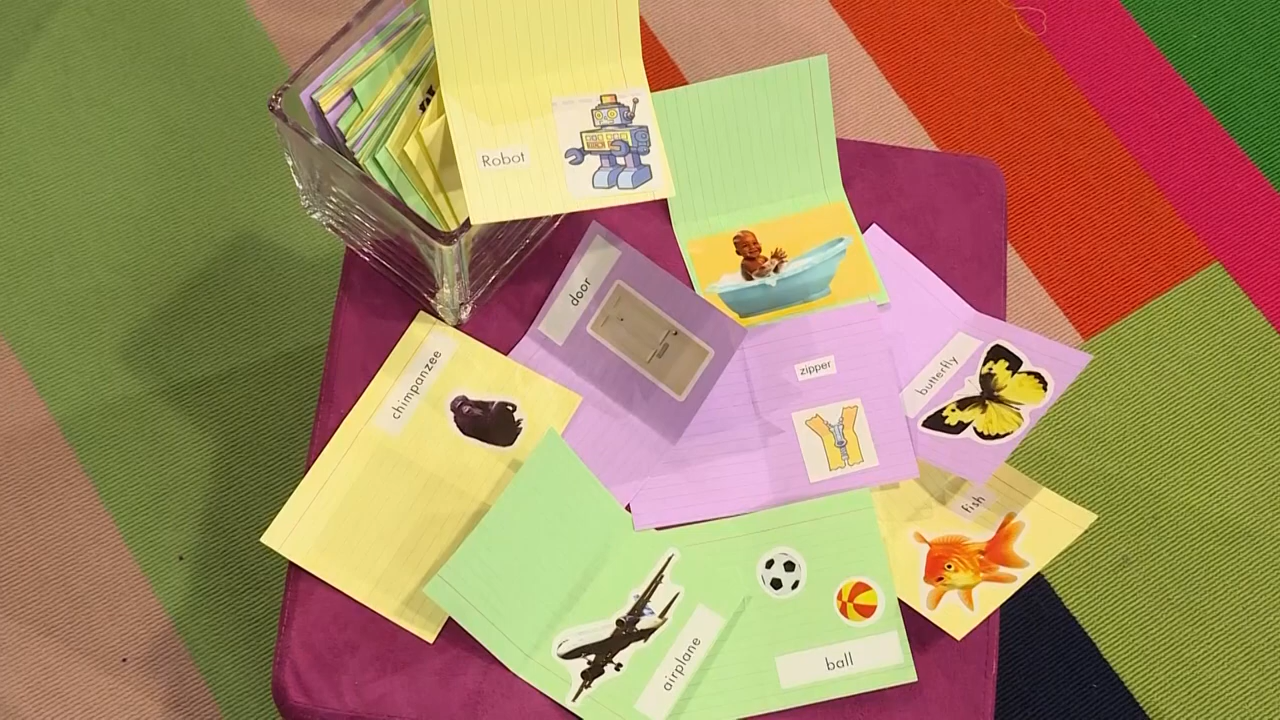 Robot
door
chimpanzee
zipper
butterfly
fish
airplane
ball